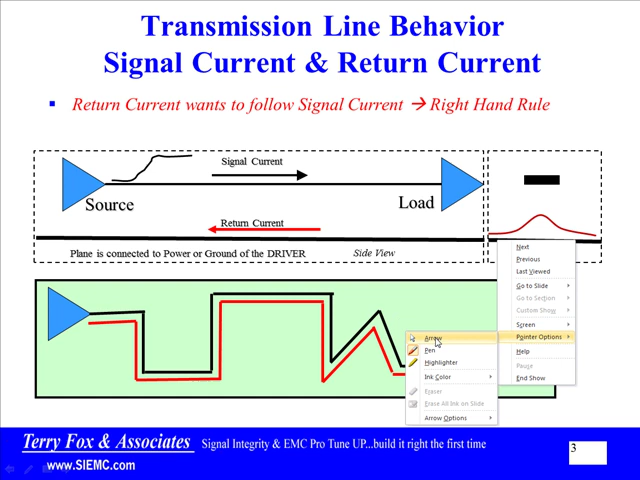 Transmission Line Behavior
Signal Current & Return Current
▪ Return Current wants to follow Signal Current → Right Hand Rule
Signal Current
Source
Load
Return Current
Plane is connected to Power or Ground of the DRIVER
Side View
Next
Previous
Last Viewed
Go to Slide
Go to Section
Custom Show
Screen
Pointer Options
Help
Pause
End Show
Arrow
Pen
Highlighter
Ink Color
Eraser
Erase All Ink on Slide
Arrow Options
Terry Fox & Associates Signal Integrity & EMC Pro Tune UP...build it right the first time
www.SIEMC.com
3